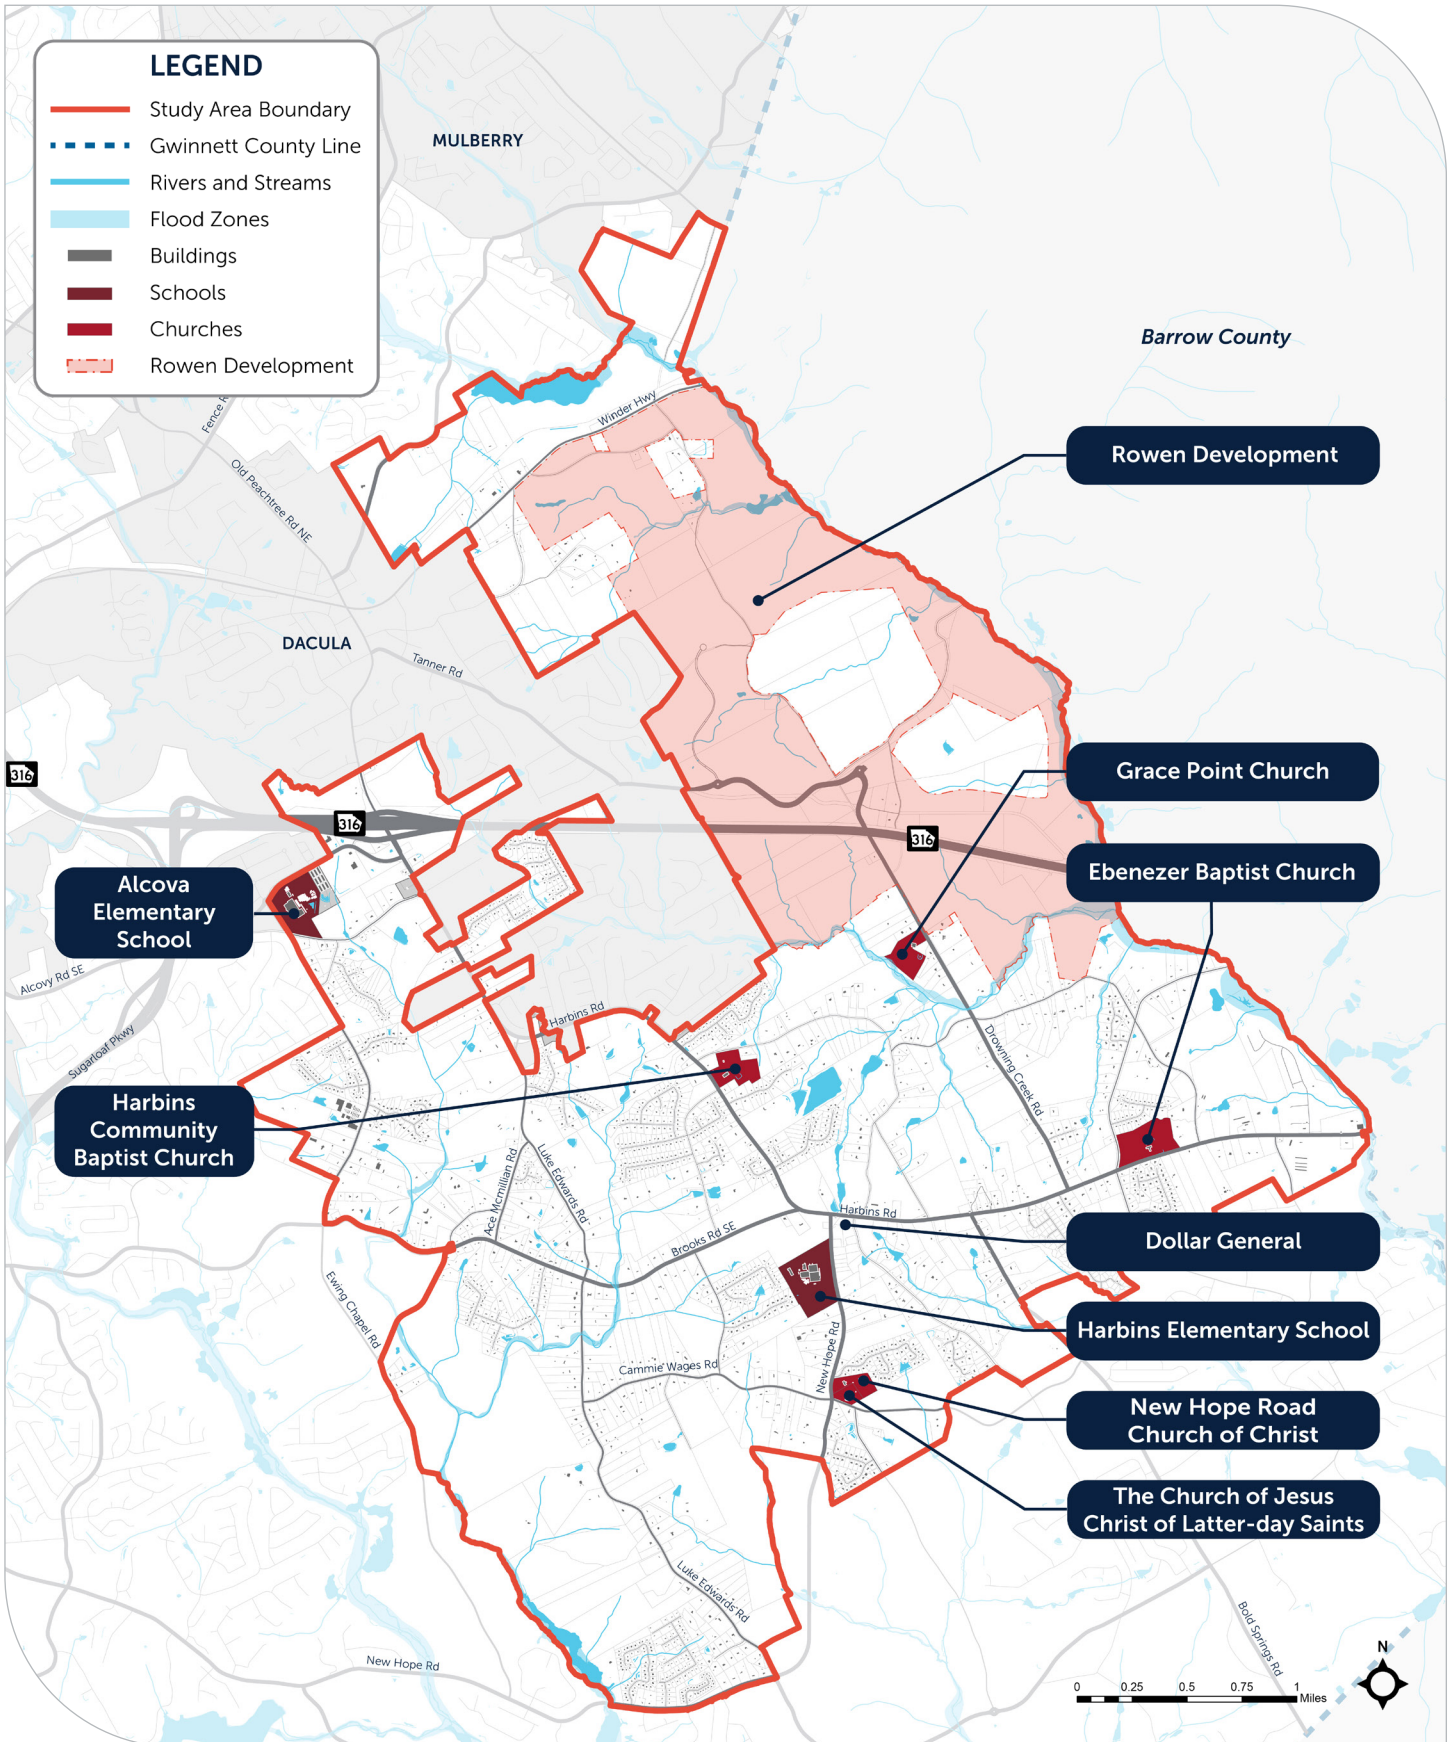 LEGEND
Study Area Boundary
Gwinnett County Line
Rivers and Streams
Flood Zones
Buildings
Schools
Churches
Rowen Development
MULBERRY
Barrow County
Winder Hwy
Fence R
Old Peachtree Rd NE
Rowen Development
DACULA
Tanner Rd
316
316
316
Grace Point Church
Ebenezer Baptist Church
Alcova
Elementary
School
Alcovy Rd SE
Sugarloaf Pkwy
Harbins Rd
Drowning Creek Rd
Harbins
Community
Baptist Church
Ace Mcmillian Rd
Luke Edwards Rd
Brooks Rd SE
Harbins Rd
Dollar General
Ewing Chapel Rd
Harbins Elementary School
New Hope Rd
Cammie Wages Rd
New Hope Road
Church of Christ
The Church of Jesus
Christ of Latter-day Saints
Luke Edwards Rd
New Hope Rd
Bold Springs Rd
N
0 0.25 0.5 0.75 1
Miles